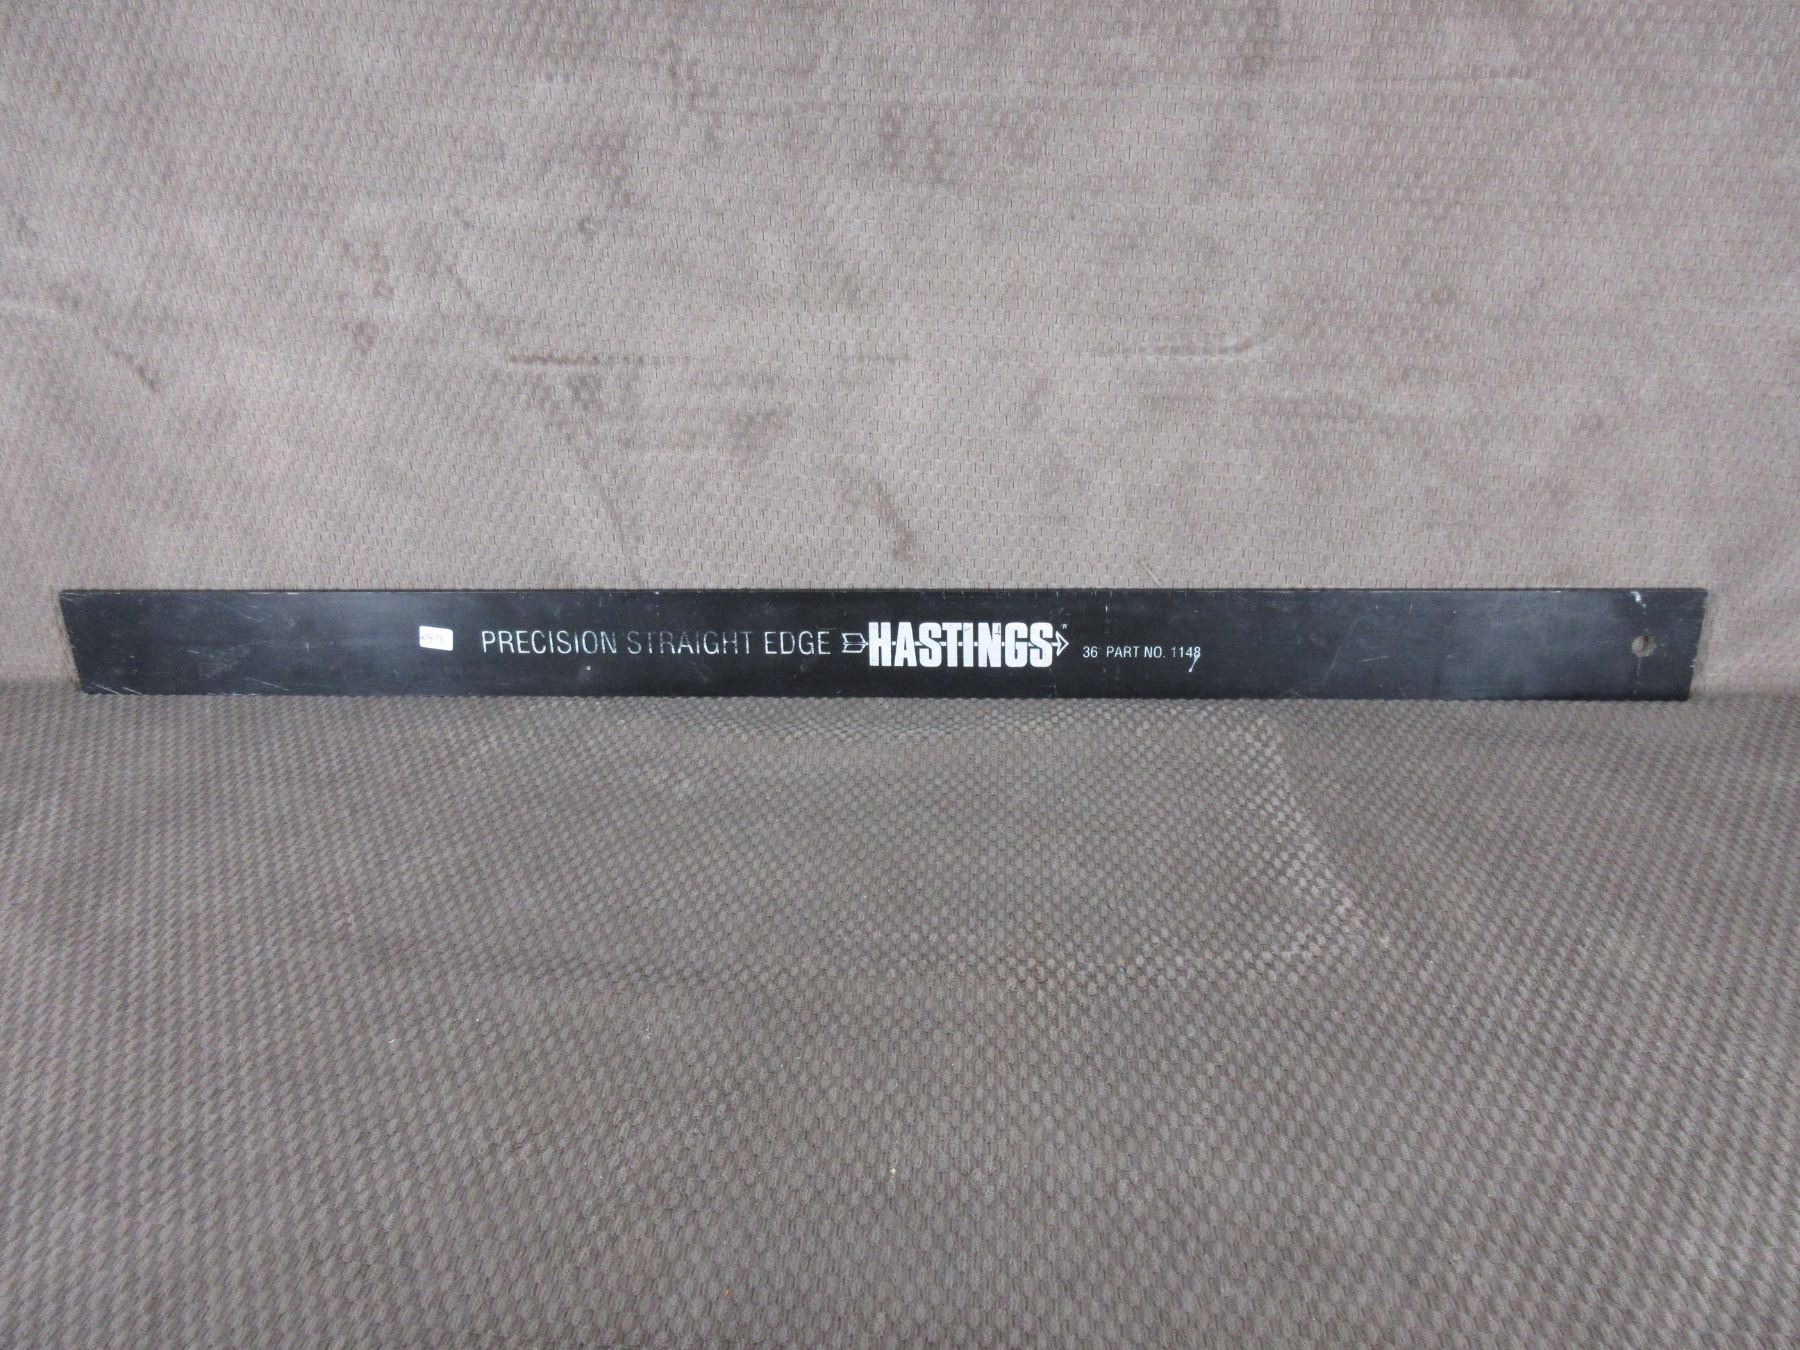 PRECISION STRAIGHT EDGE HASTINGS® 36" PART NO. 1148